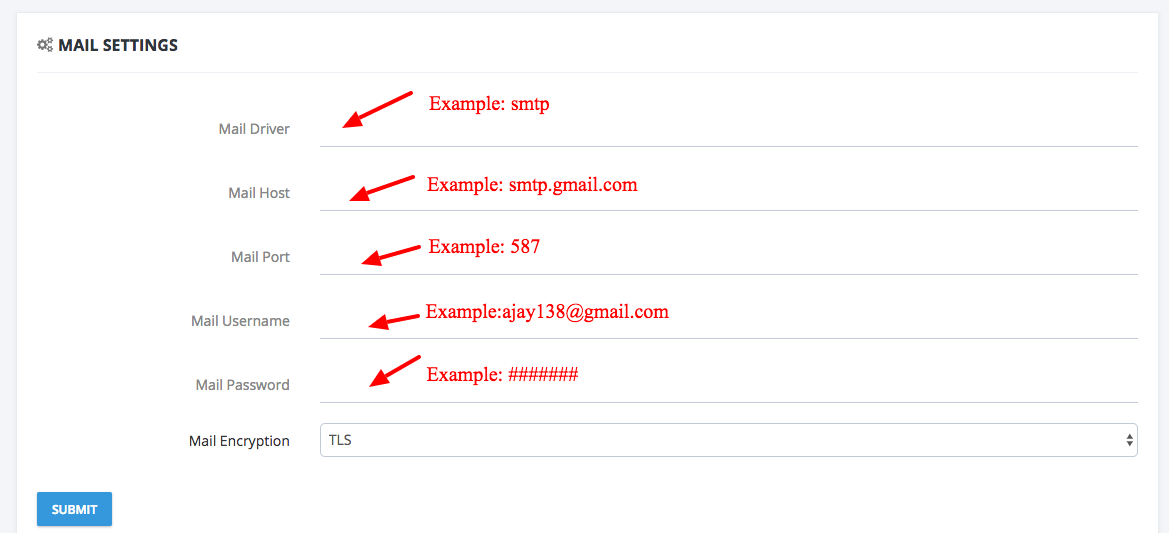 MAIL SETTINGS
Example: smtp
Mail Driver
Example: smtp.gmail.com
Mail Host
Example: 587
Mail Port
Example:ajay138@gmail.com
Mail Username
Example: #######
Mail Password
Mail Encryption TLS
SUBMIT